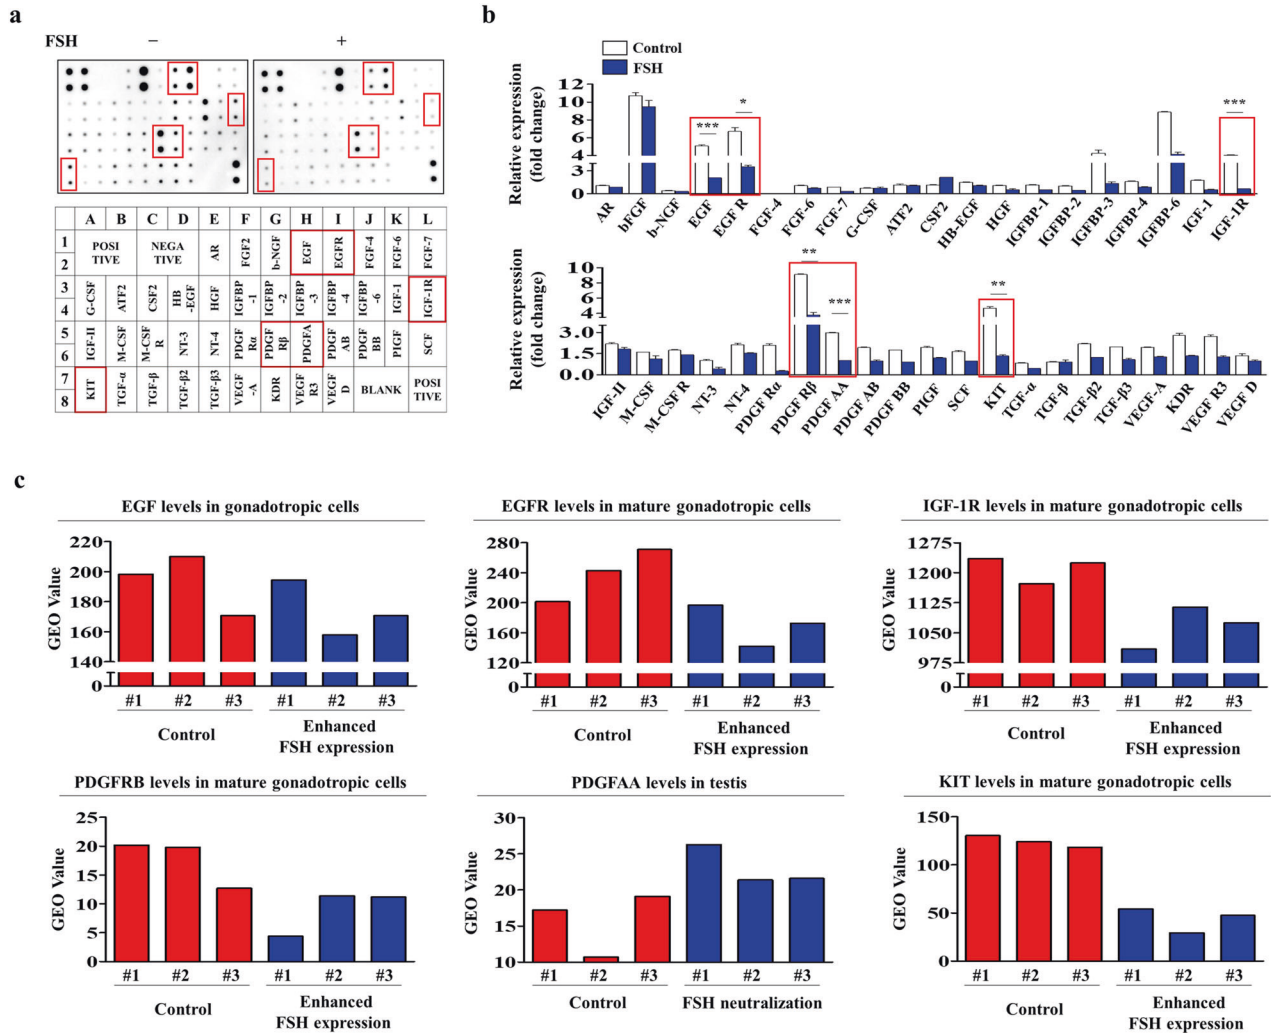 a
FSH − +
A B C D E F G H I J K L
1 2 POSI TIVE NEGA TIVE AR FGF2 b-NGF EGF EGFR FGF-4 FGF-6 FGF-7
3 4 G-CSF ATF2 CSF2 HB -EGF HGF IGFBP -1 IGFBP -2 IGFBP -3 IGFBP -4 IGFBP -6 IGF-1 IGF-1R
5 6 IGF-II M-CSF M-CSF R NT-3 NT-4 PDGF Rα PDGF Rβ PDGFA A PDGF AB PDGF BB PIGF SCF
7 8 KIT TGF-α TGF-β TGF-β2 TGF-β3 VEGF -A KDR VEGF R3 VEGF D BLANK POSI TIVE
b
Control
FSH
Relative expression
(fold change)
12
10
8
6
4
3
0
*** * ***
AR bFGF b-NGF EGF EGF R FGF-4 FGF-6 FGF-7 G-CSF ATF2 CSF2 HB-EGF HGF IGFBP-1 IGFBP-2 IGFBP-3 IGFBP-4 IGFBP-6 IGF-1 IGF-1R
Relative expression
(fold change)
10
8
6
4
3.0
1.5
0.0
** *** **
IGF-II M-CSF M-CSF R NT-3 NT-4 PDGF Rα PDGF Rβ PDGF AA PDGF AB PDGF BB PIGF SCF KIT TGF-α TGF-β TGF-β2 TGF-β3 VEGF-A KDR VEGF R3 VEGF D
c
EGF levels in gonadotropic cells
GEO Value
220
200
180
160
140
0
#1 #2 #3 #1 #2 #3
Control Enhanced
FSH expression
EGFR levels in mature gonadotropic cells
GEO Value
280
240
200
160
120
0
#1 #2 #3 #1 #2 #3
Control Enhanced
FSH expression
IGF-1R levels in mature gonadotropic cells
GEO Value
1275
1200
1125
1050
975
0
#1 #2 #3 #1 #2 #3
Control Enhanced
FSH expression
PDGFRB levels in mature gonadotropic cells
GEO Value
25
20
15
10
5
0
#1 #2 #3 #1 #2 #3
Control Enhanced
FSH expression
PDGFAA levels in testis
GEO Value
30
25
20
15
10
#1 #2 #3 #1 #2 #3
Control FSH neutralization
KIT levels in mature gonadotropic cells
GEO Value
150
100
50
0
#1 #2 #3 #1 #2 #3
Control Enhanced
FSH expression